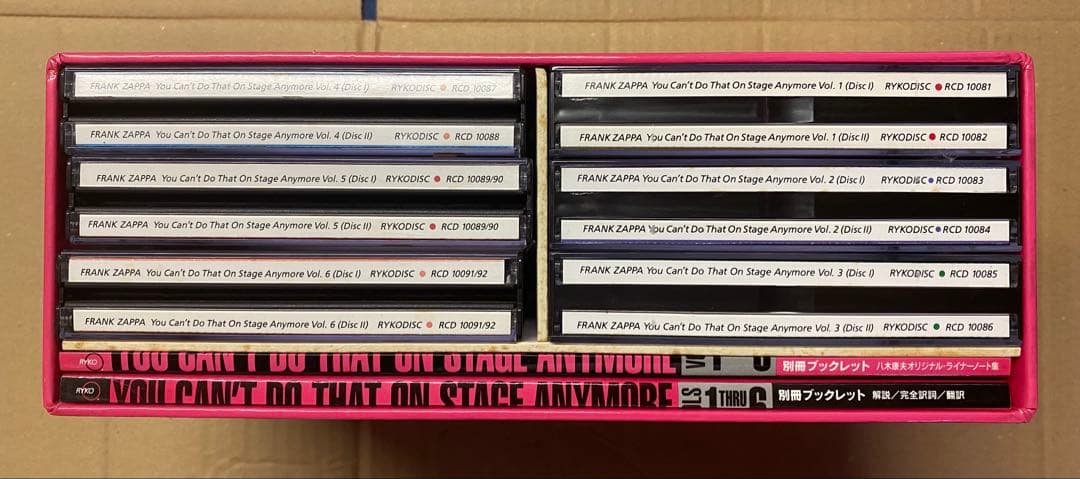 FRANK ZAPPA You Can't Do That On Stage Anymore Vol. 4 (Disc I) RYKODISC ● RCD 10087
FRANK ZAPPA You Can't Do That On Stage Anymore Vol. 4 (Disc II) RYKODISC ● RCD 10088
FRANK ZAPPA You Can't Do That On Stage Anymore Vol. 5 (Disc I) RYKODISC ● RCD 10089/90
FRANK ZAPPA You Can't Do That On Stage Anymore Vol. 5 (Disc II) RYKODISC ● RCD 10089/90
FRANK ZAPPA You Can't Do That On Stage Anymore Vol. 6 (Disc I) RYKODISC ● RCD 10091/92
FRANK ZAPPA You Can't Do That On Stage Anymore Vol. 6 (Disc II) RYKODISC ● RCD 10091/92
FRANK ZAPPA You Can't Do That On Stage Anymore Vol. 1 (Disc I) RYKODISC ● RCD 10081
FRANK ZAPPA You Can't Do That On Stage Anymore Vol. 1 (Disc II) RYKODISC ● RCD 10082
FRANK ZAPPA You Can't Do That On Stage Anymore Vol. 2 (Disc I) RYKODISC ● RCD 10083
FRANK ZAPPA You Can't Do That On Stage Anymore Vol. 2 (Disc II) RYKODISC ● RCD 10084
FRANK ZAPPA You Can't Do That On Stage Anymore Vol. 3 (Disc I) RYKODISC ● RCD 10085
FRANK ZAPPA You Can't Do That On Stage Anymore Vol. 3 (Disc II) RYKODISC ● RCD 10086
RYKO YOU CAN'T DO THAT ON STAGE ANYMORE 別冊ブックレット 八木康夫オリジナル・ライナーノート集
RYKO YOU CAN'T DO THAT ON STAGE ANYMORE 1 THRU 6 別冊ブックレット 解説/完全訳詞/翻訳